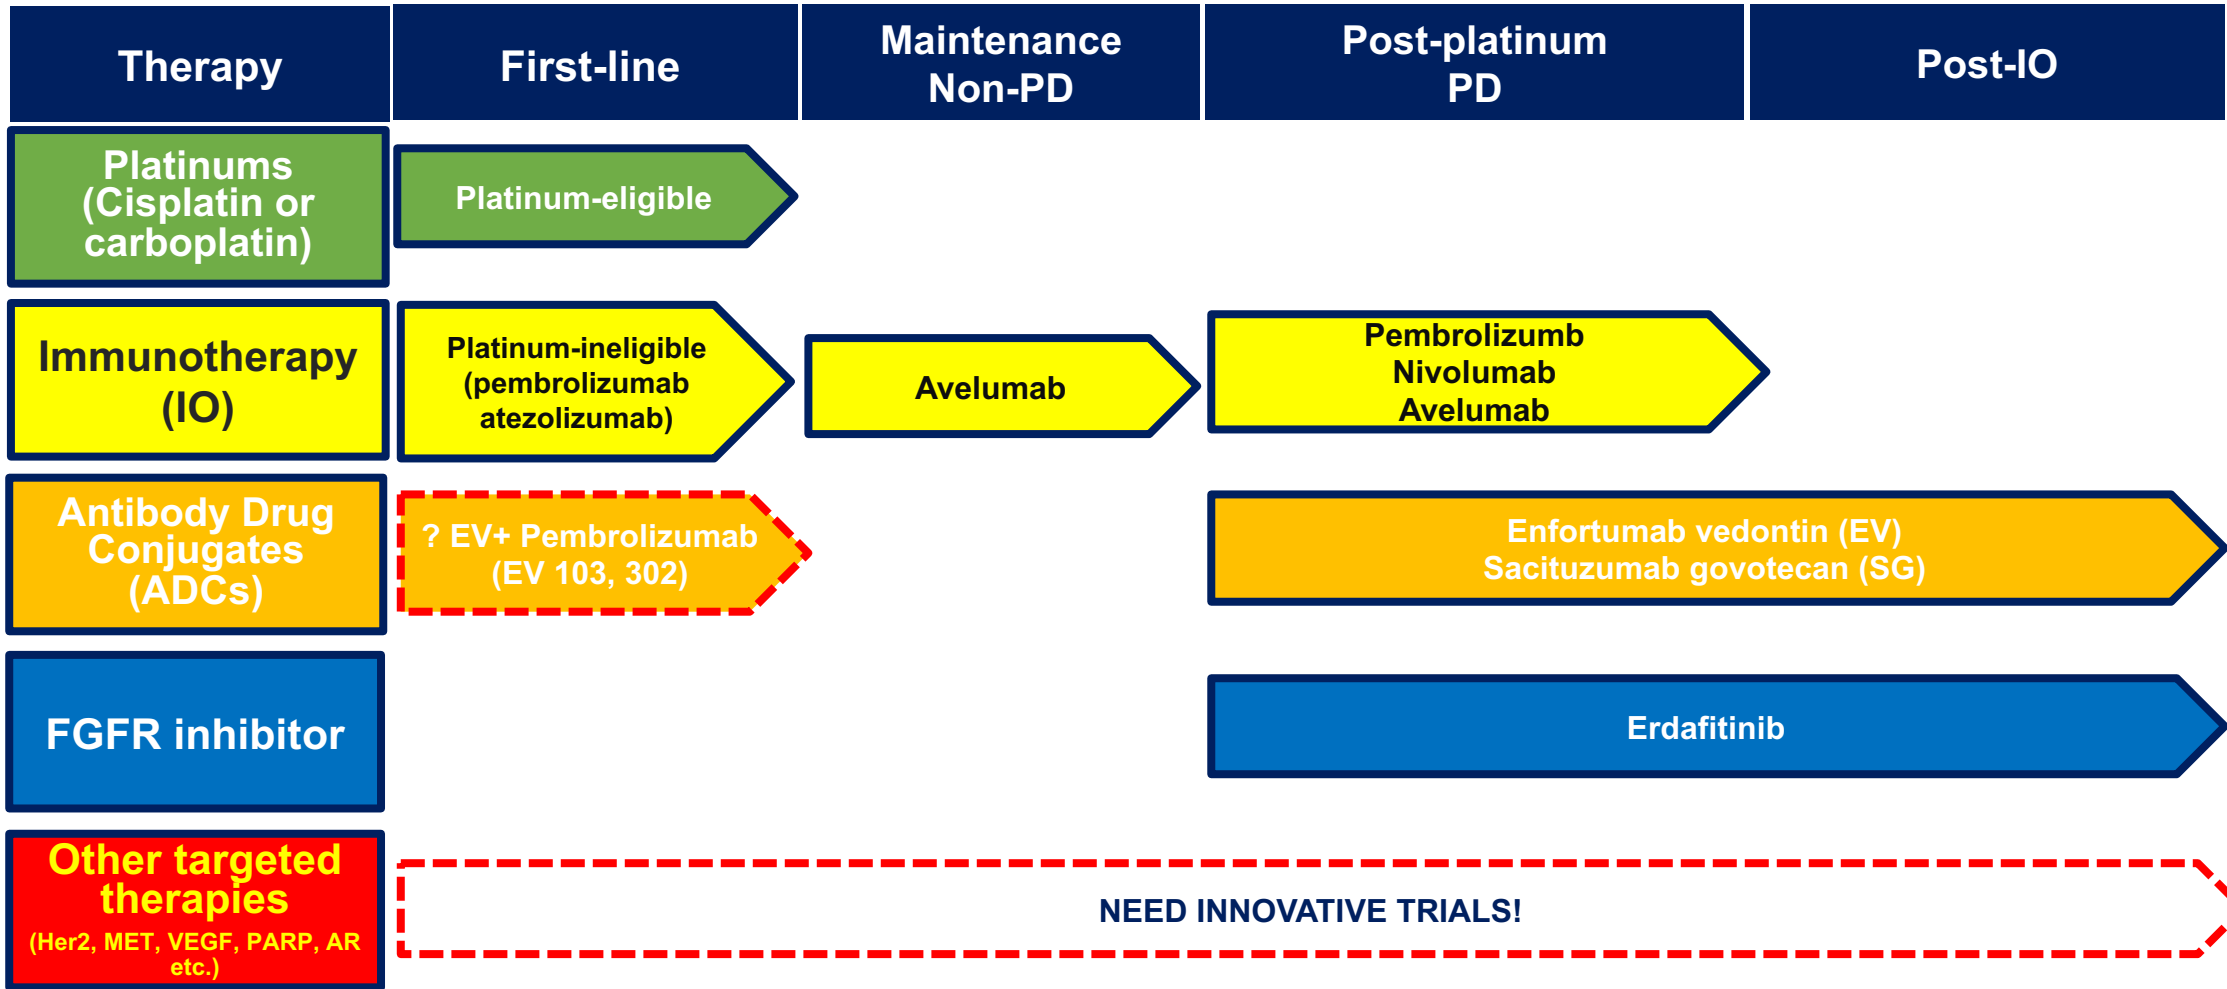 Therapy
First-line
Maintenance
Non-PD
Post-platinum
PD
Post-IO
Platinums
(Cisplatin or
carboplatin)
Platinum-eligible
Immunotherapy
(IO)
Platinum-ineligible
(pembrolizumab
atezolizumab)
Avelumab
Pembrolizumb
Nivolumab
Avelumab
Antibody Drug
Conjugates
(ADCs)
? EV+ Pembrolizumab
(EV 103, 302)
Enfortumab vedontin (EV)
Sacituzumab govotecan (SG)
FGFR inhibitor
Erdafitinib
Other targeted
therapies
(Her2, MET, VEGF, PARP, AR
etc.)
NEED INNOVATIVE TRIALS!